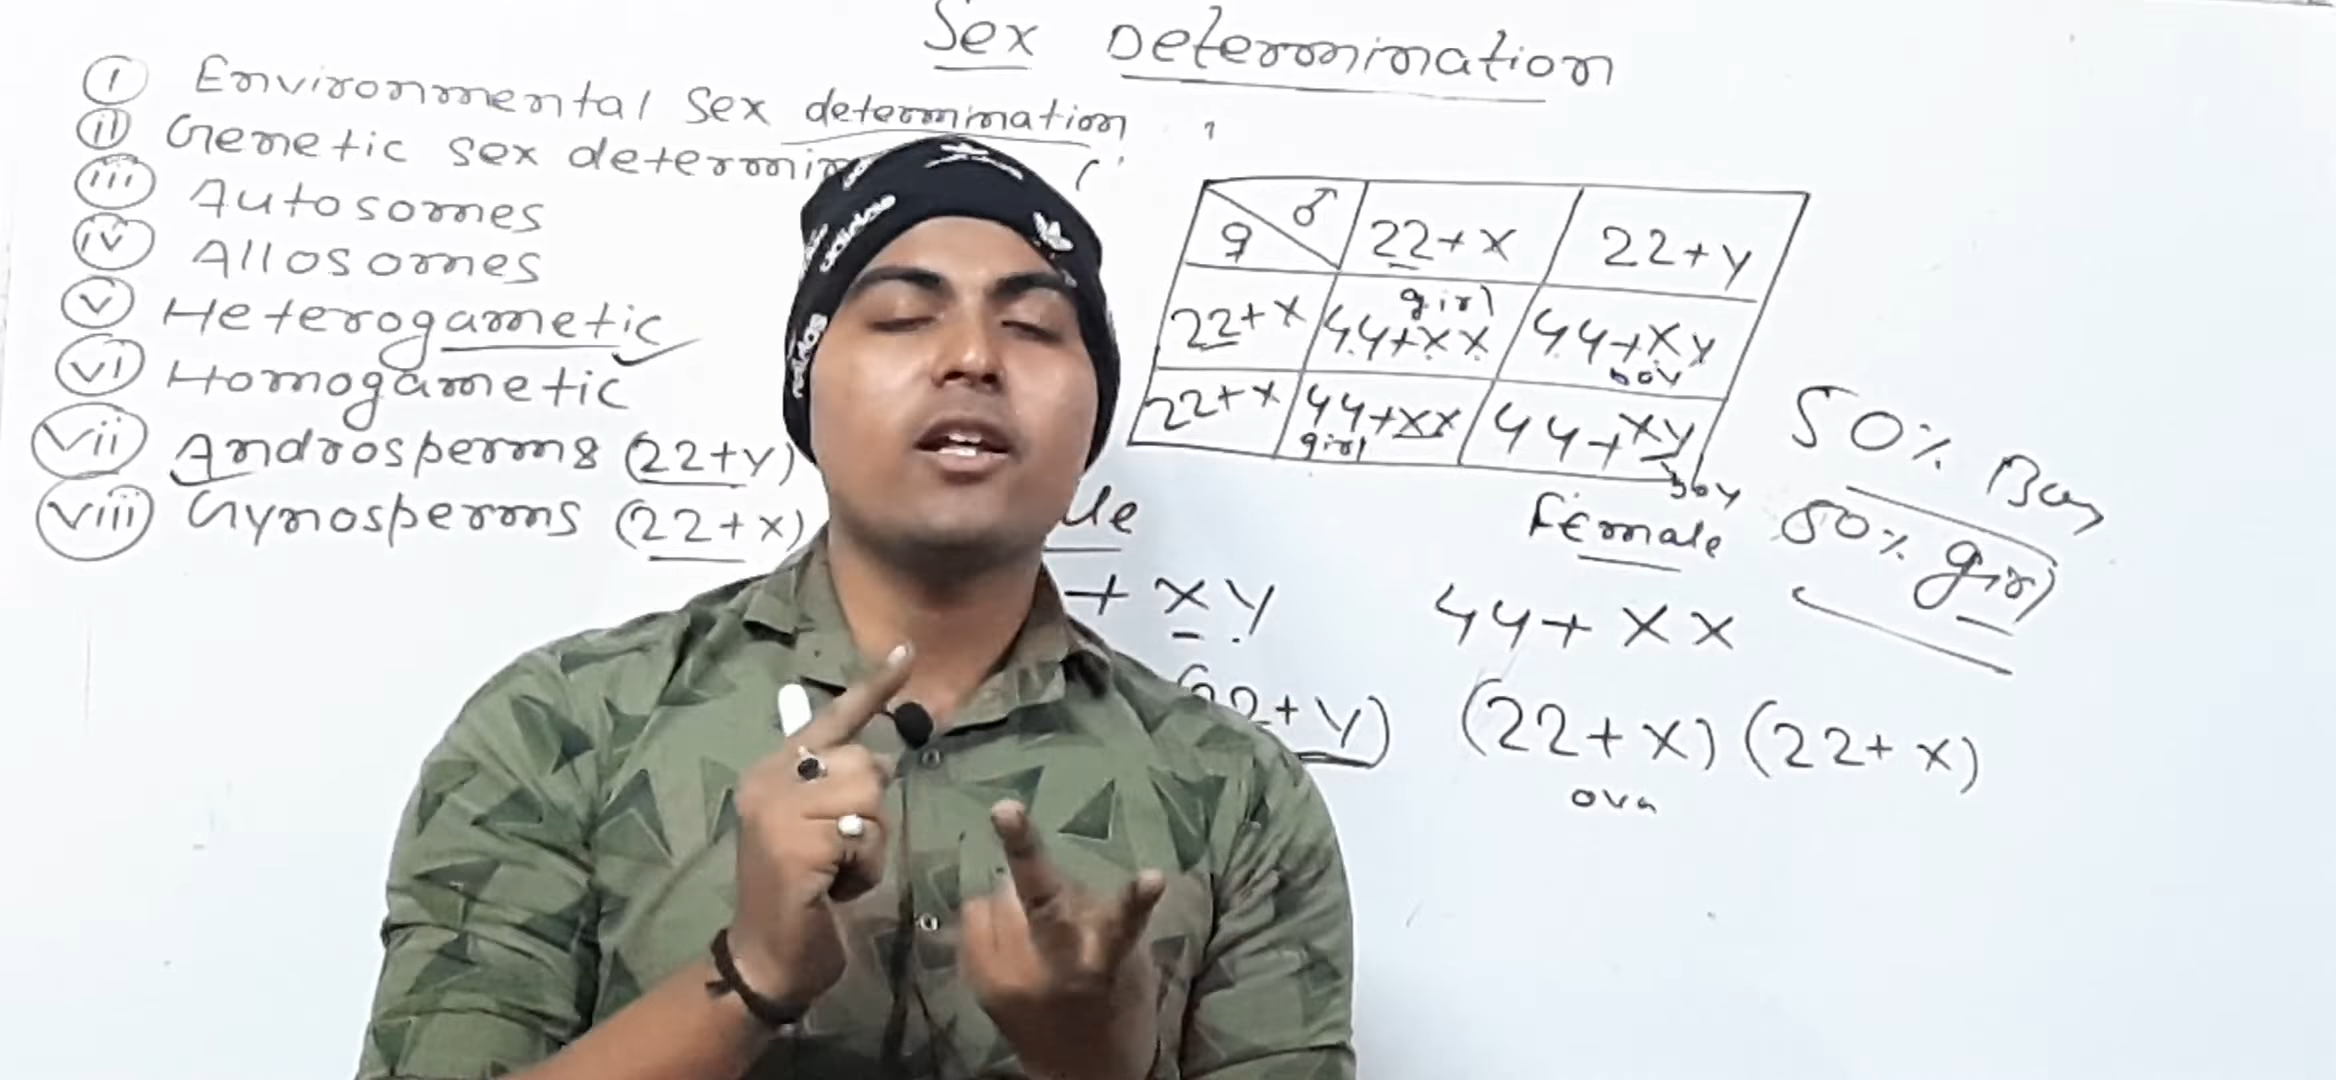 Sex Determination
(i) Environmental Sex determination
(ii) Genetic sex
(iii) Autosomes
(iv) Allosomes
(v) Heterogametic
(vi) Homogametic
(vii) Androsperms (22+y)
(viii) Gynosperms (22+x)
♀ ♂ 22+x 22+y
22+x 44+xx girl 44+xy boy
22+x 44+xx girl 44+xy boy
50% Boy
50% girl
Female
+ xy
44+xx
(22+x) (22+x)
ova